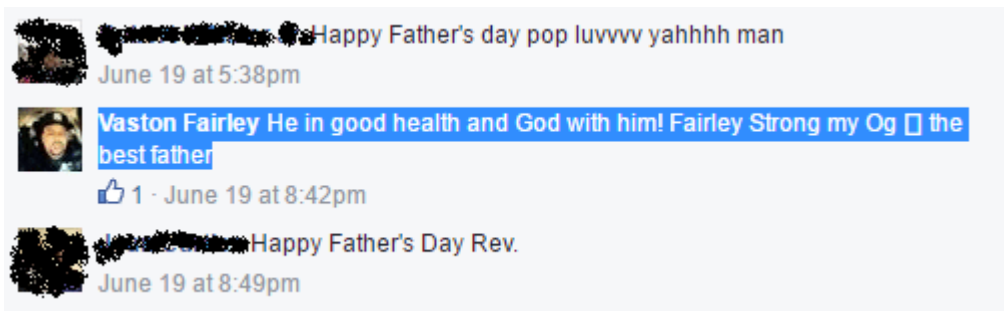 Happy Father's day pop luvvvv yahhhh man
June 19 at 5:38pm
Vaston Fairley He in good health and God with him! Fairley Strong my Og ▯ the
best father
1 · June 19 at 8:42pm
Happy Father's Day Rev.
June 19 at 8:49pm